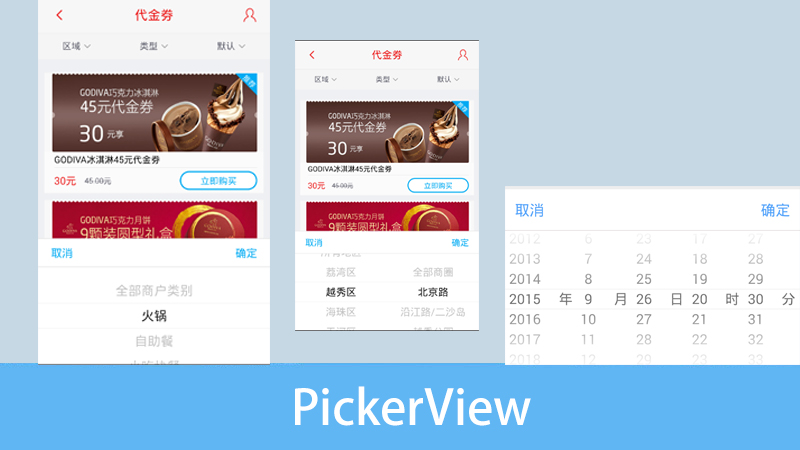 代金券
区域
类型
默认
推荐
GODIVA巧克力冰淇淋
45元代金券
30元享
GODIVA冰淇淋45元代金券
30元
45.00元
立即购买
GODIVA巧克力月饼
9颗装圆型礼盒
取消
确定
全部商户类别
火锅
自助餐
代金券
区域
类型
默认
推荐
GODIVA巧克力冰淇淋
45元代金券
30元享
GODIVA冰淇淋45元代金券
30元
45.00元
立即购买
GODIVA巧克力月饼
9颗装圆型礼盒
取消
确定
荔湾区 全部商圈
越秀区 北京路
海珠区 沿江路/二沙岛
取消
确定
2012 6 23 17 27
2013 7 24 18 28
2014 8 25 19 29
2015 年 9 月 26 日 20 时 30 分
2016 10 27 21 31
2017 11 28 22 32
2018 12 29 23 33
PickerView